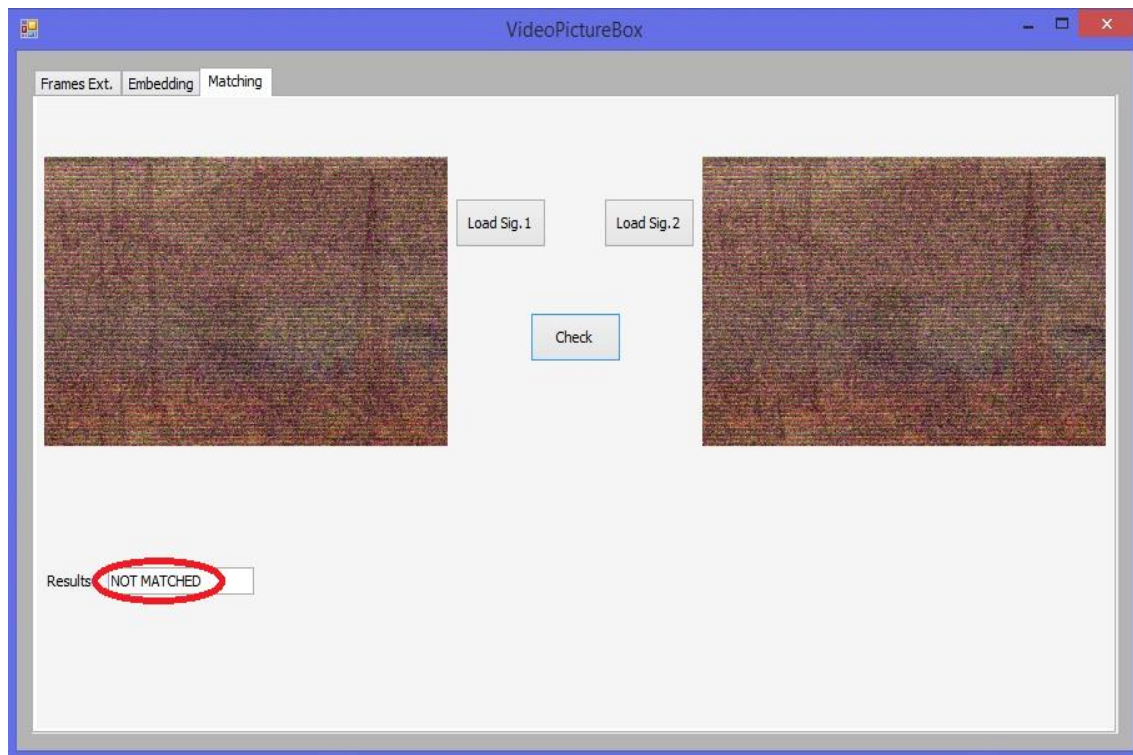 VideoPictureBox
Frames Ext. Embedding Matching
Load Sig.1 Load Sig.2
Check
Results NOT MATCHED